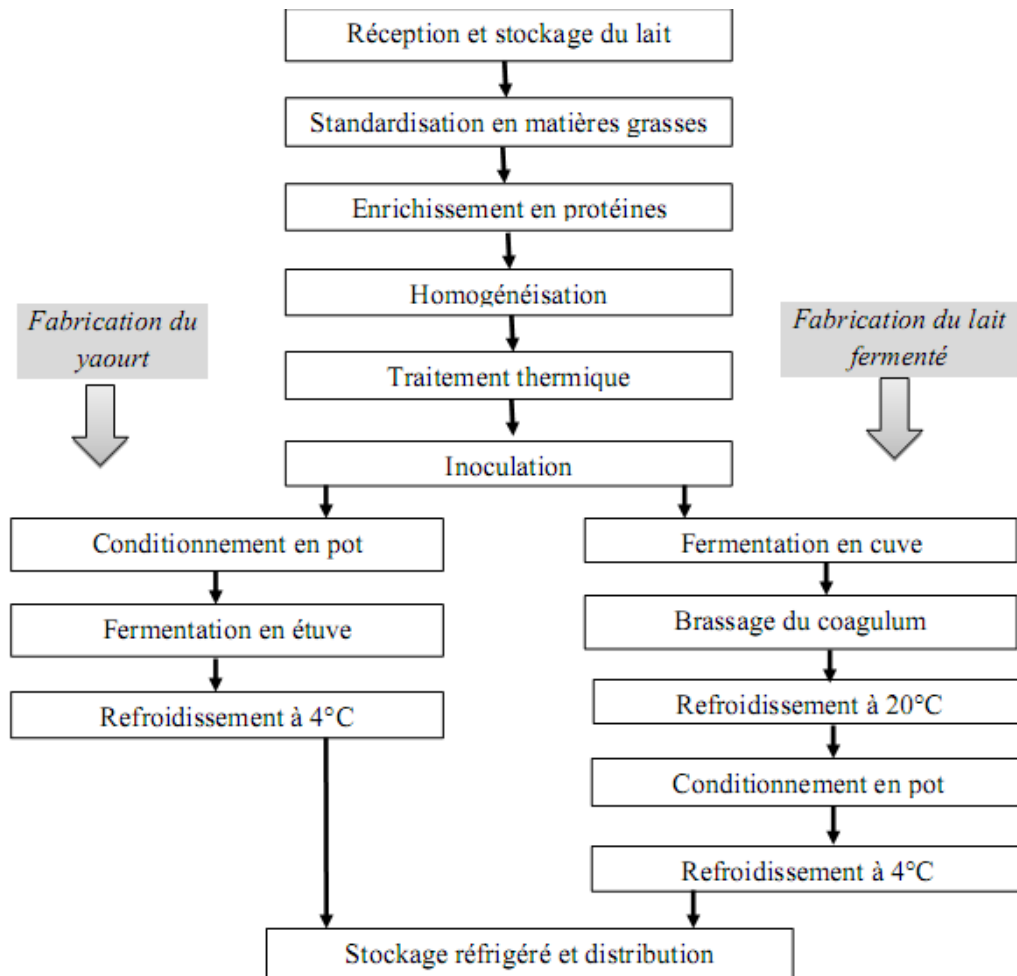 Réception et stockage du lait
Standardisation en matières grasses
Enrichissement en protéines
Homogénéisation
Fabrication du
yaourt
Fabrication du lait
fermenté
Traitement thermique
Inoculation
Conditionnement en pot
Fermentation en étuve
Refroidissement à 4°C
Fermentation en cuve
Brassage du coagulum
Refroidissement à 20°C
Conditionnement en pot
Refroidissement à 4°C
Stockage réfrigéré et distribution